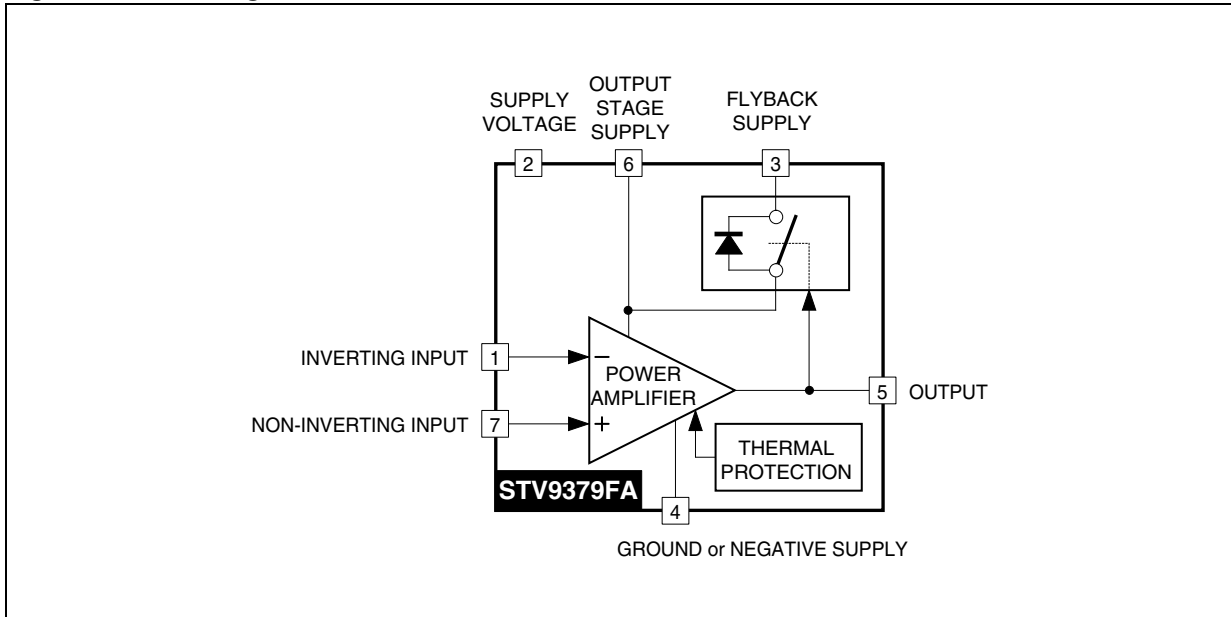 SUPPLY
VOLTAGE
OUTPUT
STAGE
SUPPLY
FLYBACK
SUPPLY
2
6
3
INVERTING INPUT
1
−
POWER
AMPLIFIER
5
OUTPUT
NON-INVERTING INPUT
7
+
THERMAL
PROTECTION
STV9379FA
4
GROUND or NEGATIVE SUPPLY